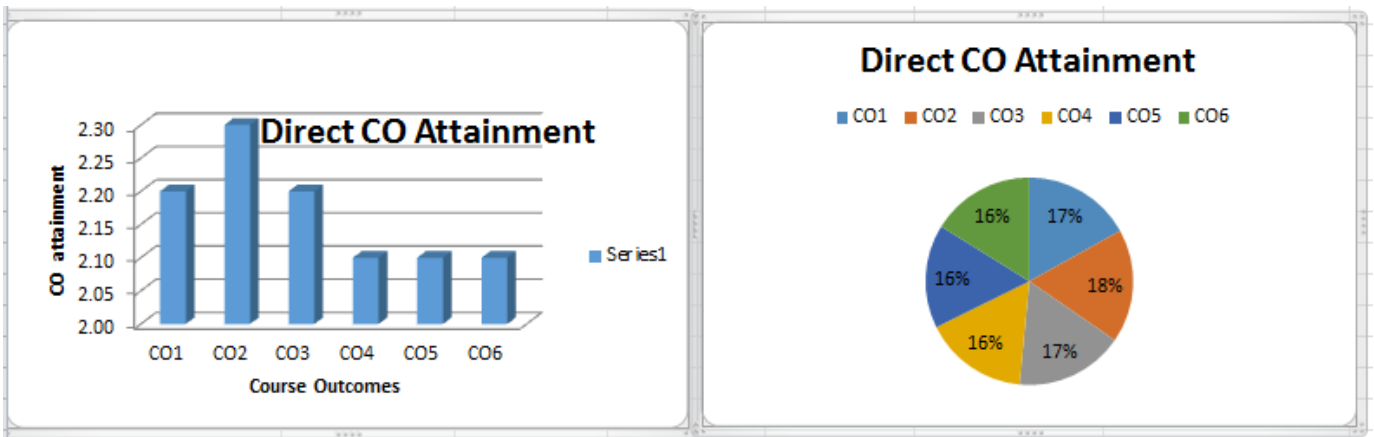 Direct CO Attainment
2.30
2.25
2.20
2.15
2.10
2.05
2.00
CO attainment
CO1 CO2 CO3 CO4 CO5 CO6
Course Outcomes
Series1
Direct CO Attainment
CO1 CO2 CO3 CO4 CO5 CO6
16% 17%
16% 18%
16% 17%